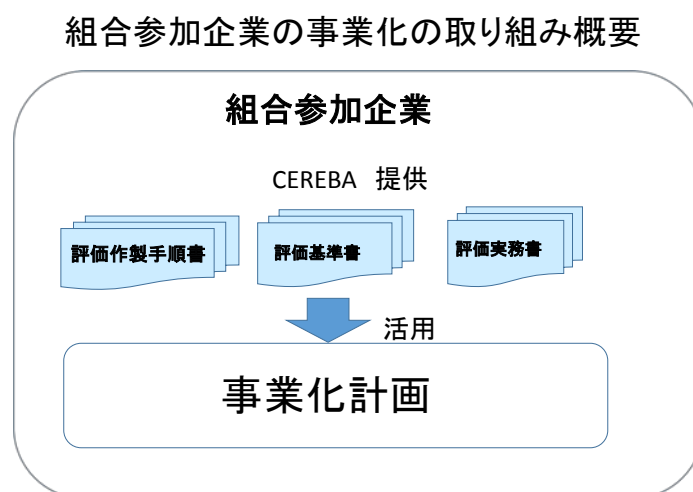 組合参加企業の事業化の取り組み概要
組合参加企業
CEREBA 提供
評価作製手順書
評価基準書
評価実務書
活用
事業化計画